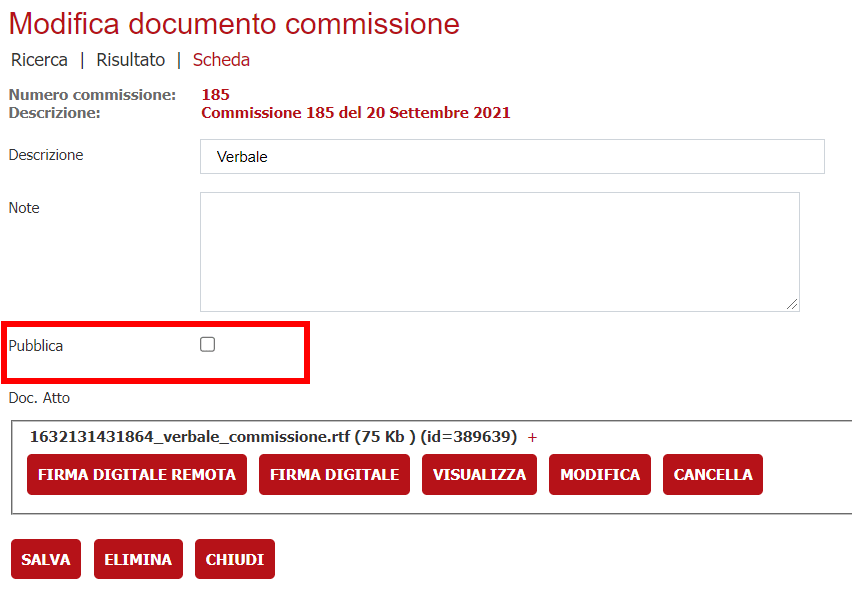 Modifica documento commissione
Ricerca | Risultato | Scheda
Numero commissione: 185
Descrizione: Commissione 185 del 20 Settembre 2021
Descrizione Verbale
Note
Pubblica
Doc. Atto
1632131431864_verbale_commissione.rtf (75 Kb ) (id=389639) +
FIRMA DIGITALE REMOTA FIRMA DIGITALE VISUALIZZA MODIFICA CANCELLA
SALVA ELIMINA CHIUDI